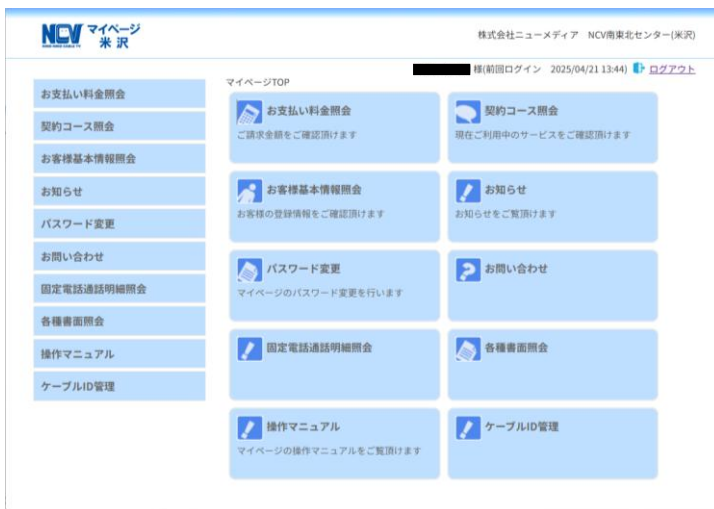 NCV マイページ
米沢
株式会社ニューメディア NCV南東北センター(米沢)
様(前回ログイン 2025/04/21 13:44) ログアウト
お支払い料金照会
契約コース照会
お客様基本情報照会
お知らせ
パスワード変更
お問い合わせ
固定電話通話明細照会
各種書面照会
操作マニュアル
ケーブルID管理
マイページTOP
お支払い料金照会
ご請求金額をご確認頂けます
契約コース照会
現在ご利用中のサービスをご確認頂けます
お客様基本情報照会
お客様の登録情報をご確認頂けます
お知らせ
お知らせをご覧頂けます
パスワード変更
マイページのパスワード変更を行います
お問い合わせ
固定電話通話明細照会
各種書面照会
操作マニュアル
マイページの操作マニュアルをご覧頂けます
ケーブルID管理